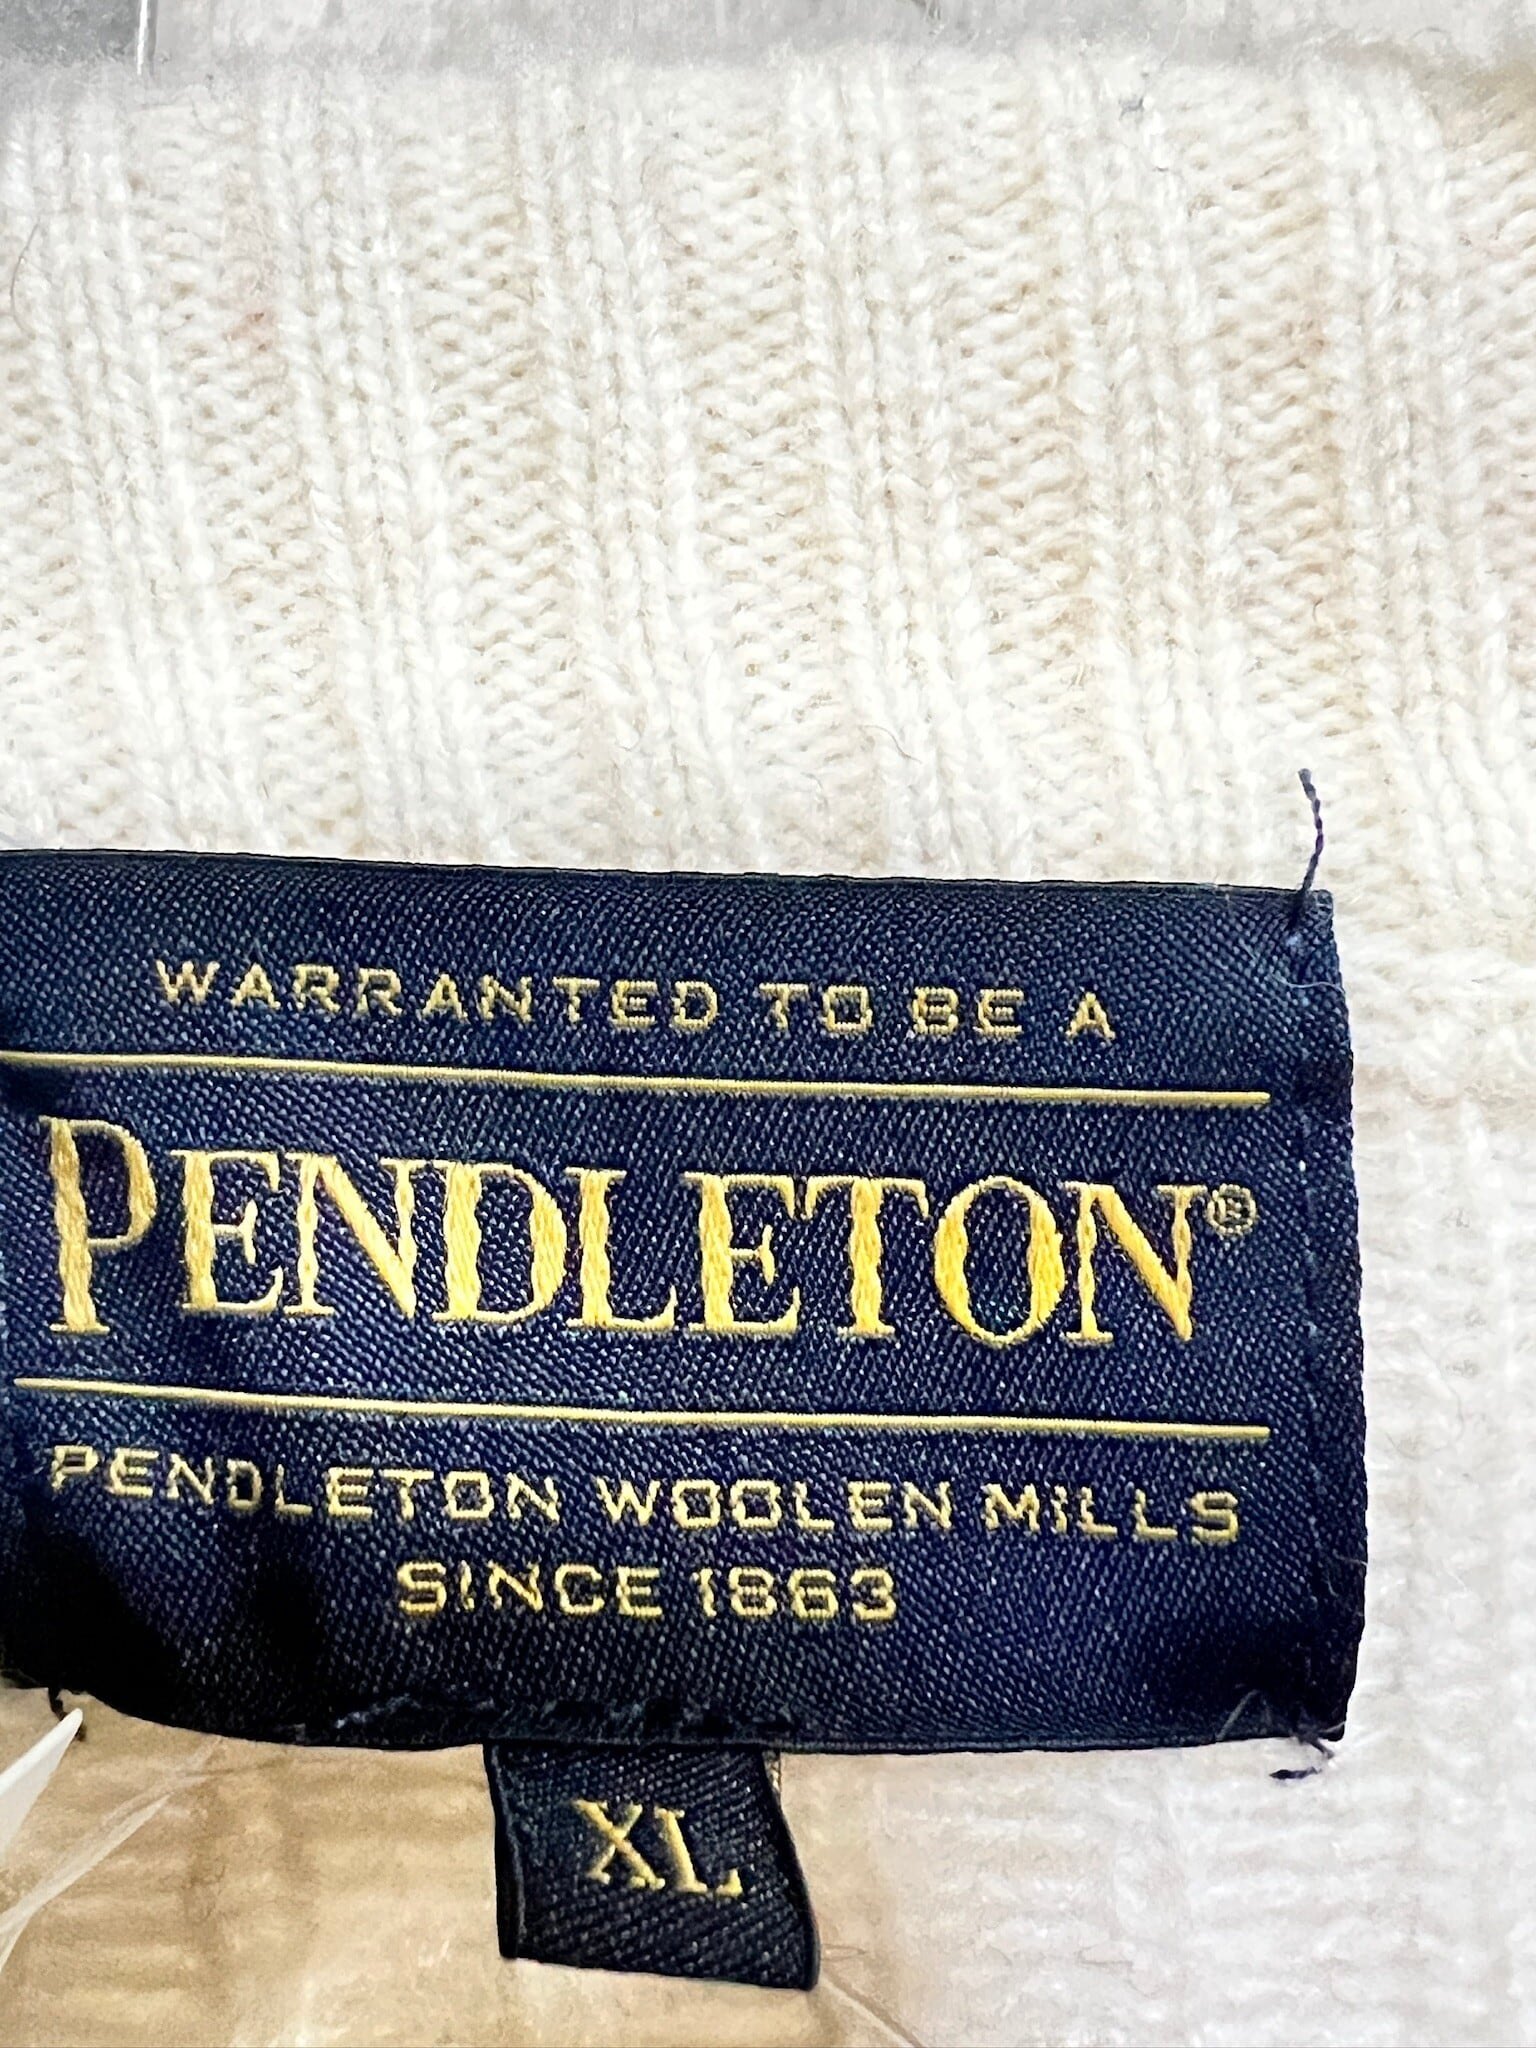 WARRANTED TO BE A
PENDLETON®
PENDLETON WOOLEN MILLS
SINCE 1863
XL